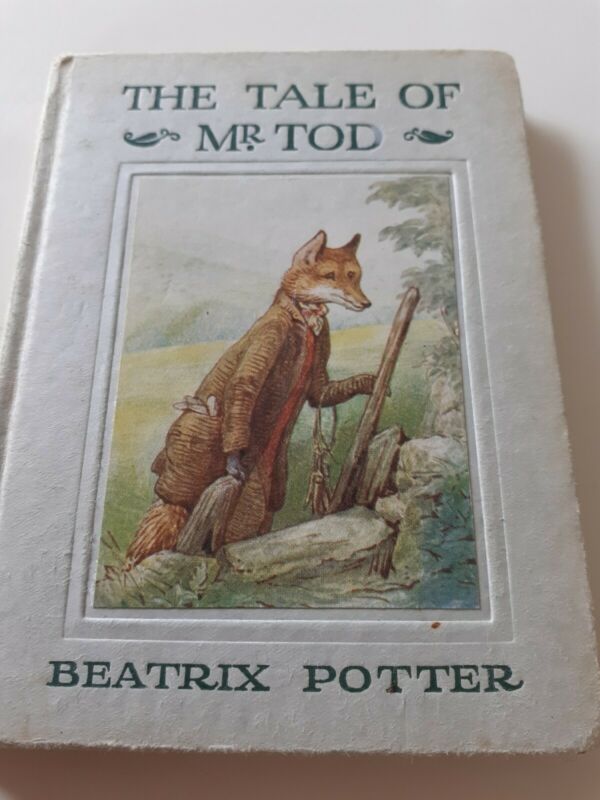 THE TALE OF
MR. TOD
BEATRIX POTTER